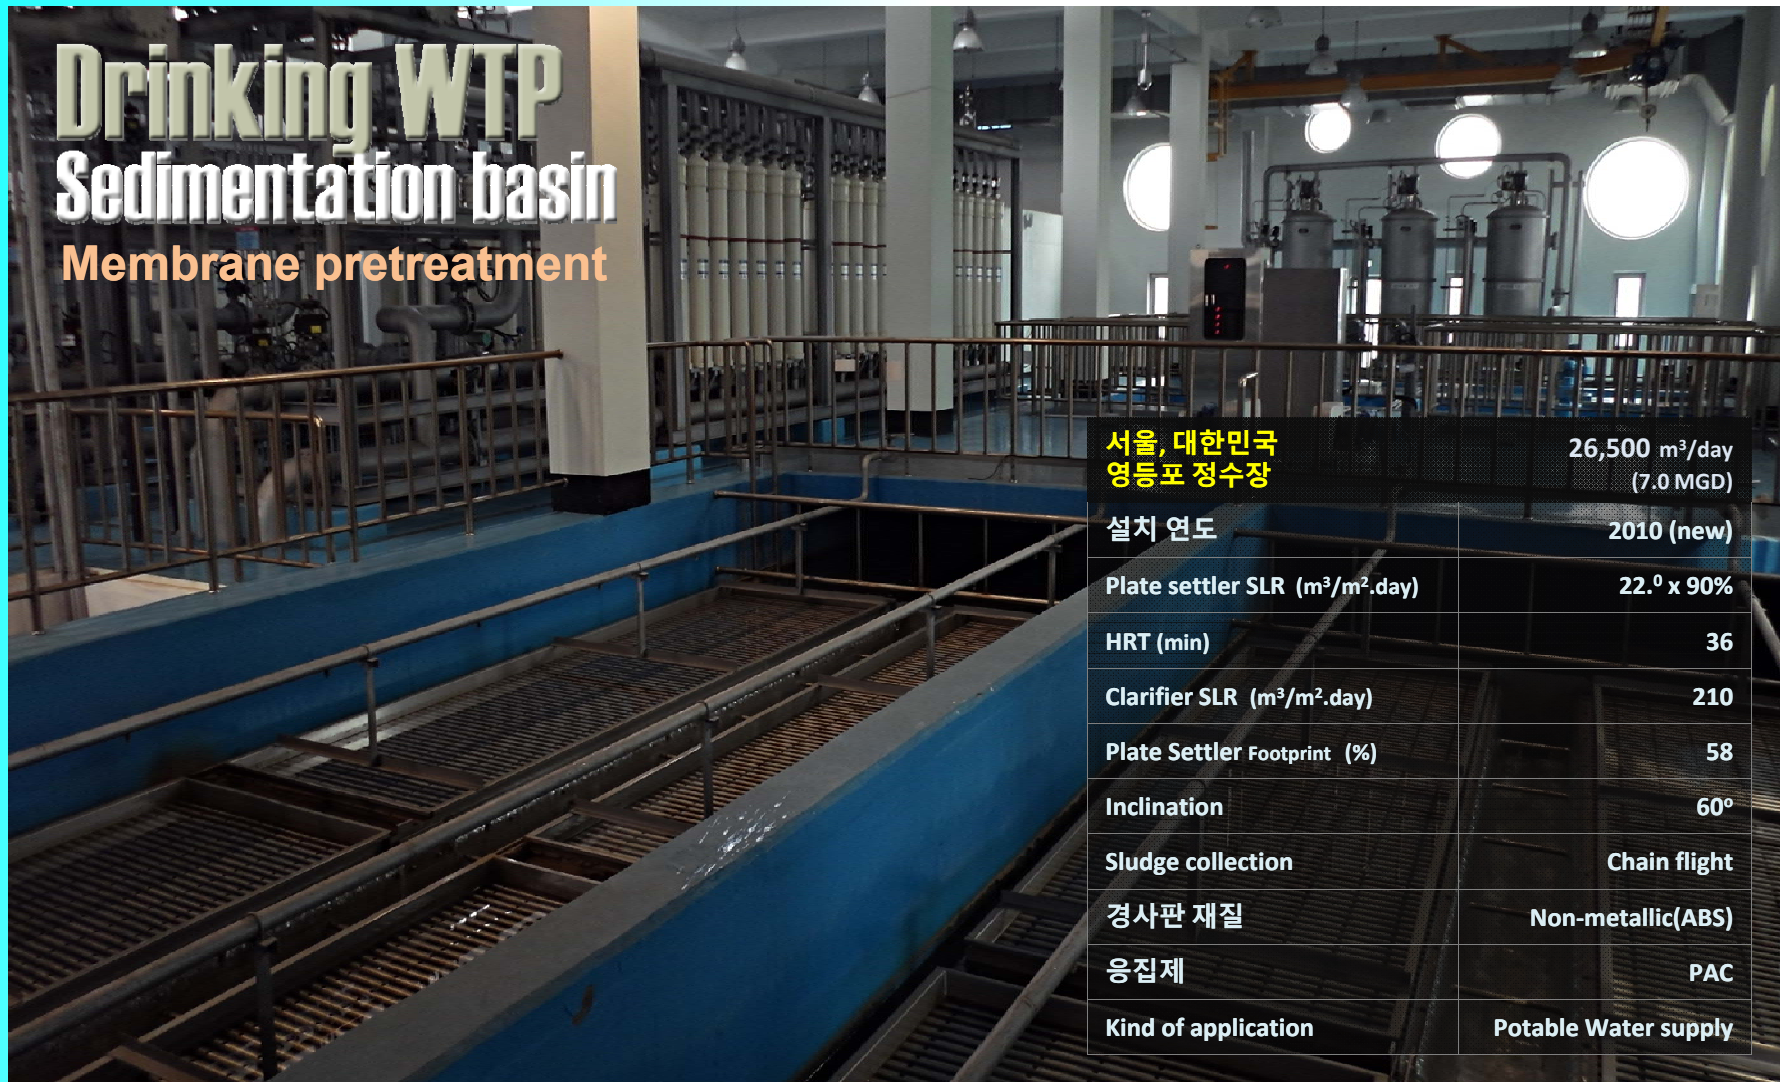 Drinking WTP
Sedimentation basin
Membrane pretreatment
서울, 대한민국
영등포 정수장
26,500 m³/day
(7.0 MGD)
설치 연도 2010 (new)
Plate settler SLR (m³/m².day) 22.⁰ x 90%
HRT (min) 36
Clarifier SLR (m³/m².day) 210
Plate Settler Footprint (%) 58
Inclination 60º
Sludge collection Chain flight
경사판 재질 Non-metallic(ABS)
응집제 PAC
Kind of application Potable Water supply